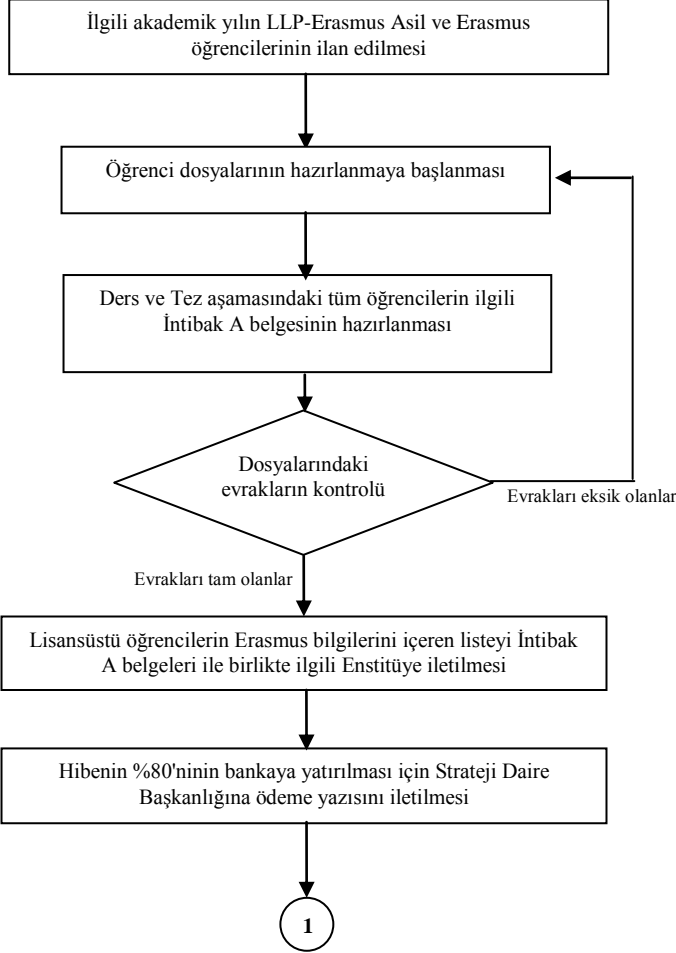 İlgili akademik yılın LLP-Erasmus Asil ve Erasmus
öğrencilerinin ilan edilmesi
Öğrenci dosyalarının hazırlanmaya başlanması
Ders ve Tez aşamasındaki tüm öğrencilerin ilgili
İntibak A belgesinin hazırlanması
Dosyalarındaki
evrakların kontrolü
Evrakları eksik olanlar
Evrakları tam olanlar
Lisansüstü öğrencilerin Erasmus bilgilerini içeren listeyi İntibak
A belgeleri ile birlikte ilgili Enstitüye iletilmesi
Hibenin %80'ninin bankaya yatırılması için Strateji Daire
Başkanlığına ödeme yazısını iletilmesi
1